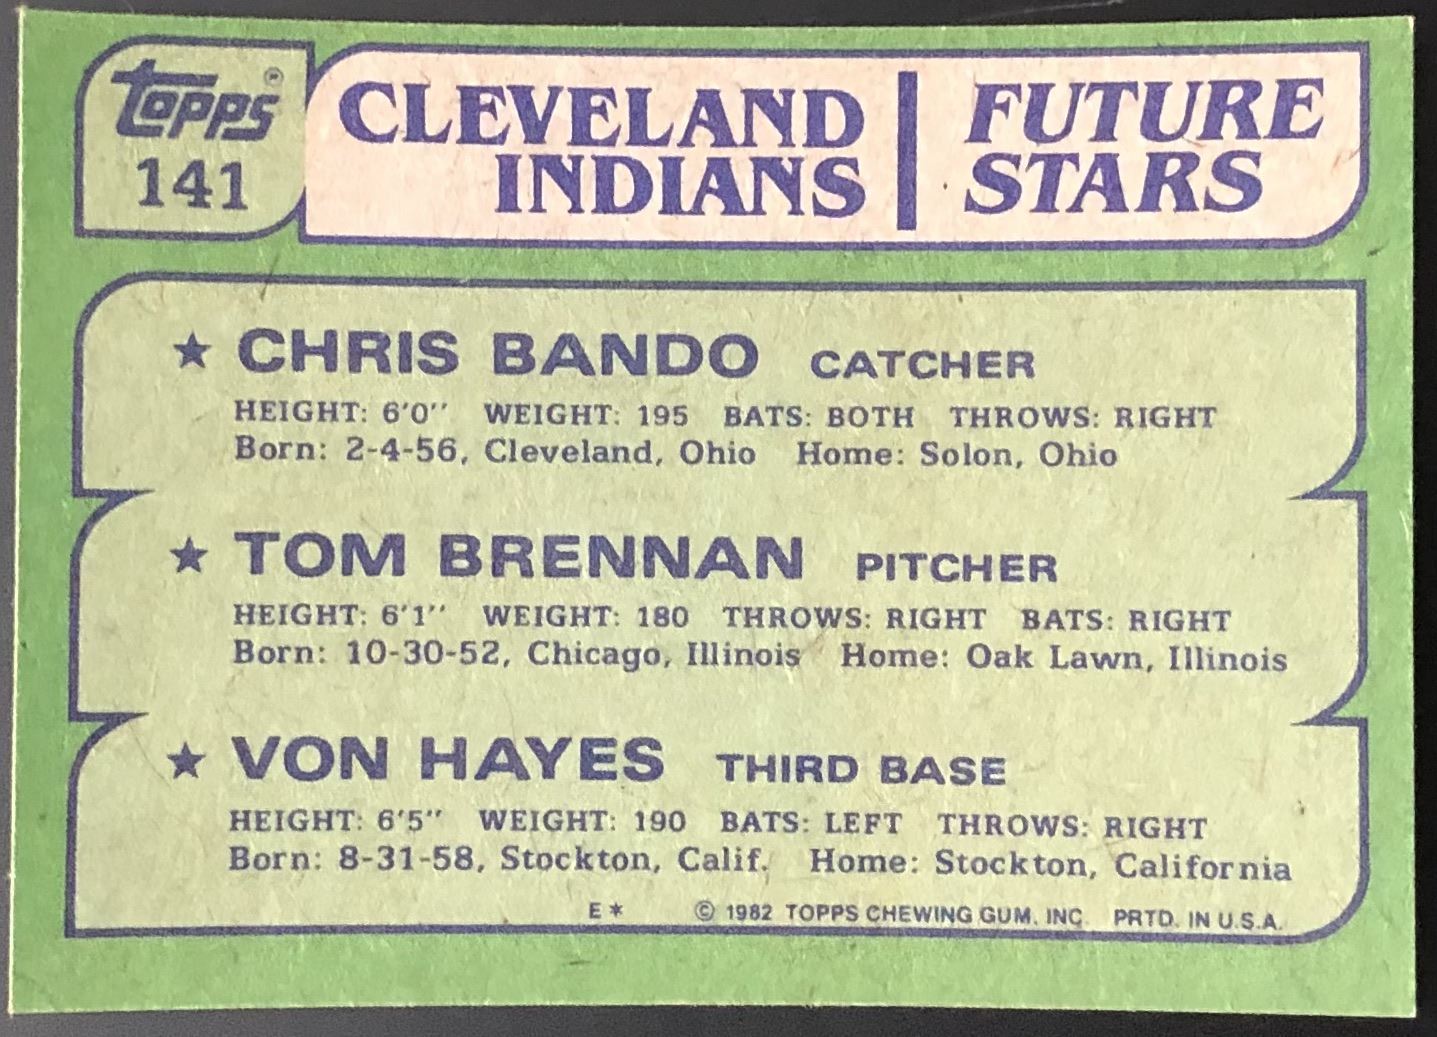 Topps®
141
CLEVELAND
INDIANS
FUTURE
STARS
★ CHRIS BANDO CATCHER
HEIGHT: 6'0'' WEIGHT: 195 BATS: BOTH THROWS: RIGHT
Born: 2-4-56, Cleveland, Ohio Home: Solon, Ohio
★ TOM BRENNAN PITCHER
HEIGHT: 6'1'' WEIGHT: 180 THROWS: RIGHT BATS: RIGHT
Born: 10-30-52, Chicago, Illinois Home: Oak Lawn, Illinois
★ VON HAYES THIRD BASE
HEIGHT: 6'5'' WEIGHT: 190 BATS: LEFT THROWS: RIGHT
Born: 8-31-58, Stockton, Calif. Home: Stockton, California
E* © 1982 TOPPS CHEWING GUM. INC. PRTD. IN U.S.A.